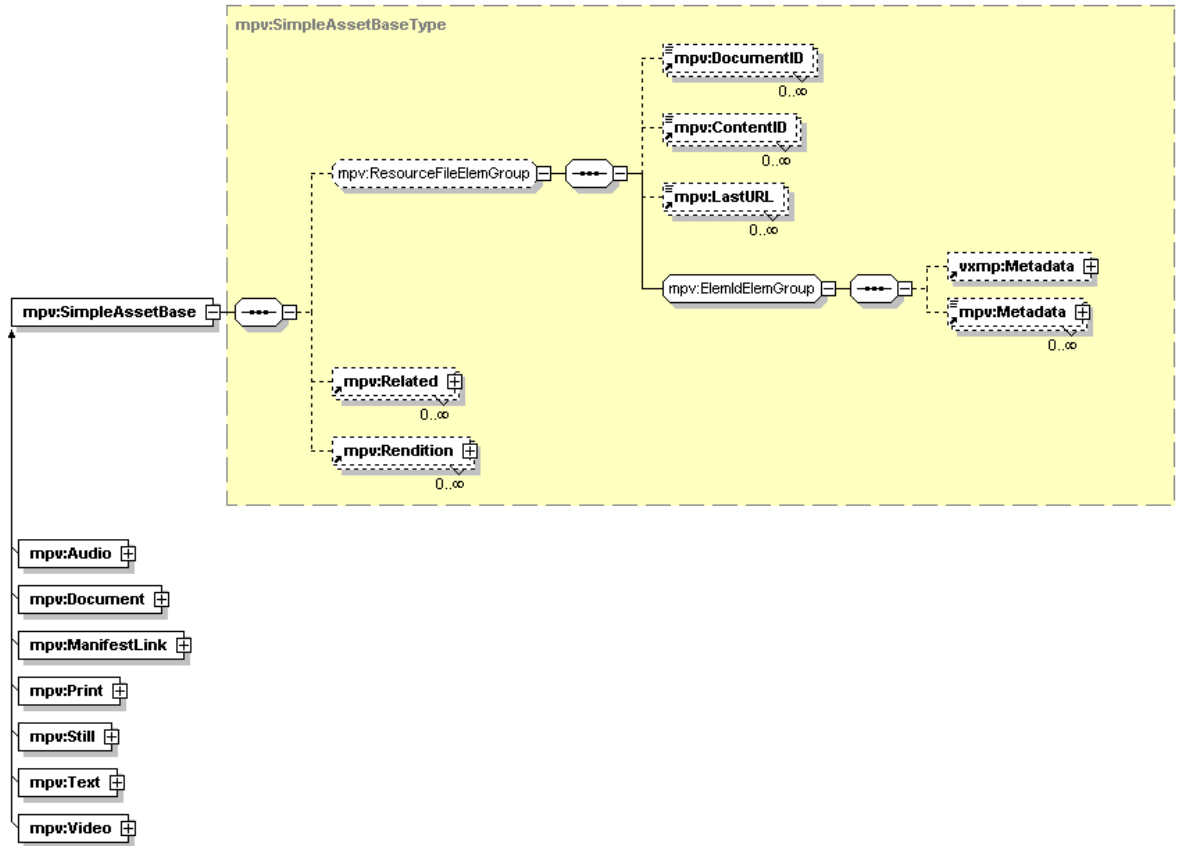 mpv:SimpleAssetBaseType
mpv:DocumentID
0..∞
mpv:ContentID
0..∞
mpv:ResourceFileElemGroup
mpv:LastURL
0..∞
vxmp:Metadata
mpv:ElemIdElemGroup
mpv:SimpleAssetBase
mpv:Metadata
0..∞
mpv:Related
0..∞
mpv:Rendition
0..∞
mpv:Audio
mpv:Document
mpv:ManifestLink
mpv:Print
mpv:Still
mpv:Text
mpv:Video